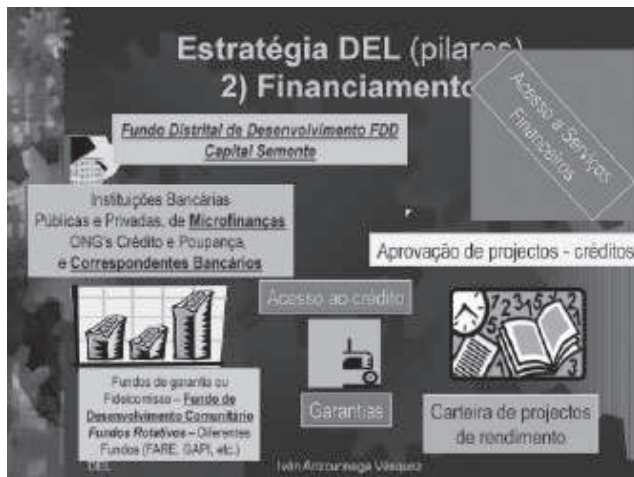 Estratégia DEL (pilares)
2) Financiamento
Acesso a Serviços
Financeiros
Fundo Distrital de Desenvolvimento FDD
Capital Semente
Instituições Bancárias
Públicas e Privadas, de Microfinanças
ONG's Crédito e Poupança,
e Correspondentes Bancários
Aprovação de projectos - créditos
Acesso ao crédito
Garantias
Fundos de garantia ou
Fideicomisso – Fundo de
Desenvolvimento Comunitário
Fundos Rotativos – Diferentes
Fundos (FARE, GAPI, etc.)
Carteira de projectos
de rendimento
DEL
Iván Vásquez